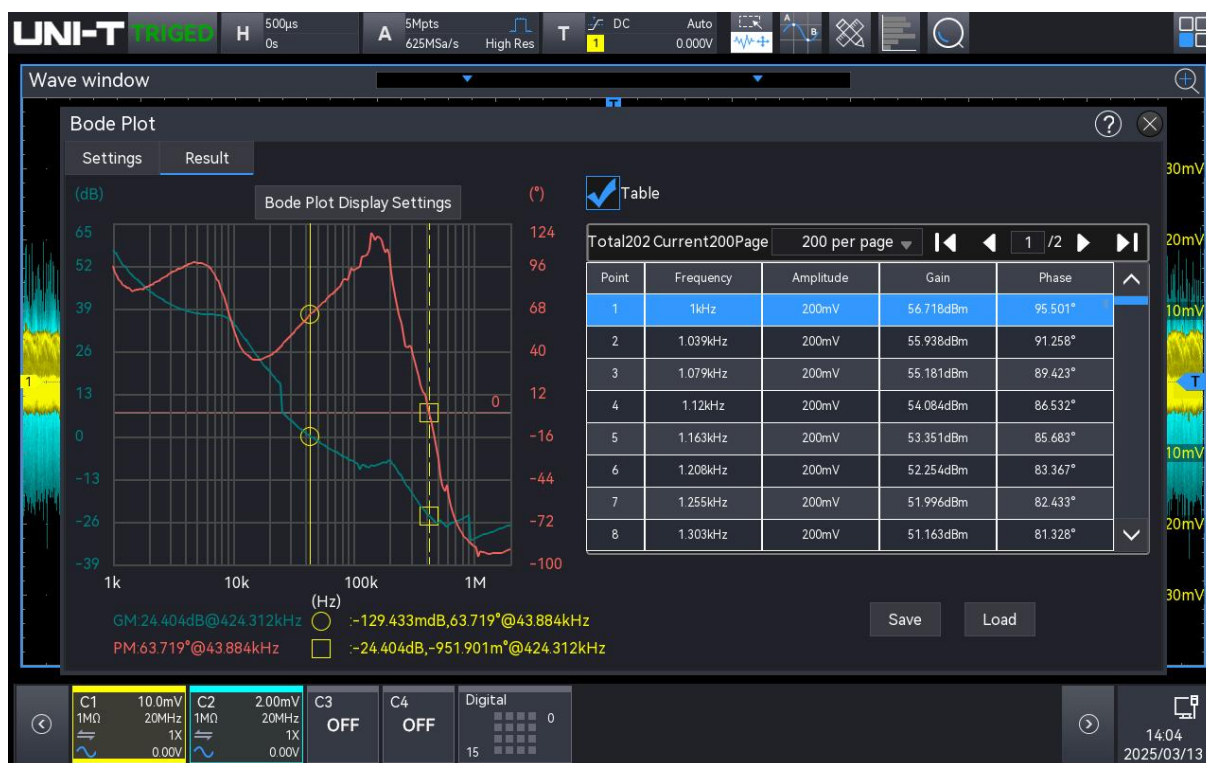 UNI-T TRIGED H 500μs 0s A 5Mpts 625MSa/s High Res T DC 1 Auto 0.000V A B
Wave window
T
Bode Plot ?
Settings Result
(dB) Bode Plot Display Settings (°) Table
65 124 Total202 Current200Page 200 per page 1 /2
52 96 Point Frequency Amplitude Gain Phase
39 68 1 1kHz 200mV 56.718dBm 95.501°
26 40 2 1.039kHz 200mV 55.938dBm 91.258°
13 0 12 3 1.079kHz 200mV 55.181dBm 89.423°
0 -16 4 1.12kHz 200mV 54.084dBm 86.532°
-13 -44 5 1.163kHz 200mV 53.351dBm 85.683°
-26 -72 6 1.208kHz 200mV 52.254dBm 83.367°
-39 -100 7 1.255kHz 200mV 51.996dBm 82.433°
8 1.303kHz 200mV 51.163dBm 81.328°
1k 10k 100k 1M
(Hz)
GM:24.404dB@424.312kHz :-129.433mdB,63.719°@43.884kHz
PM:63.719°@43.884kHz :-24.404dB,-951.901m°@424.312kHz
Save Load
30mV
20mV
10mV
1 T
10mV
20mV
30mV
C1 10.0mV C2 2.00mV C3 C4 Digital
1MΩ 20MHz 1MΩ 20MHz OFF OFF 0
1X 1X
0.00V 0.00V 15
14:04
2025/03/13